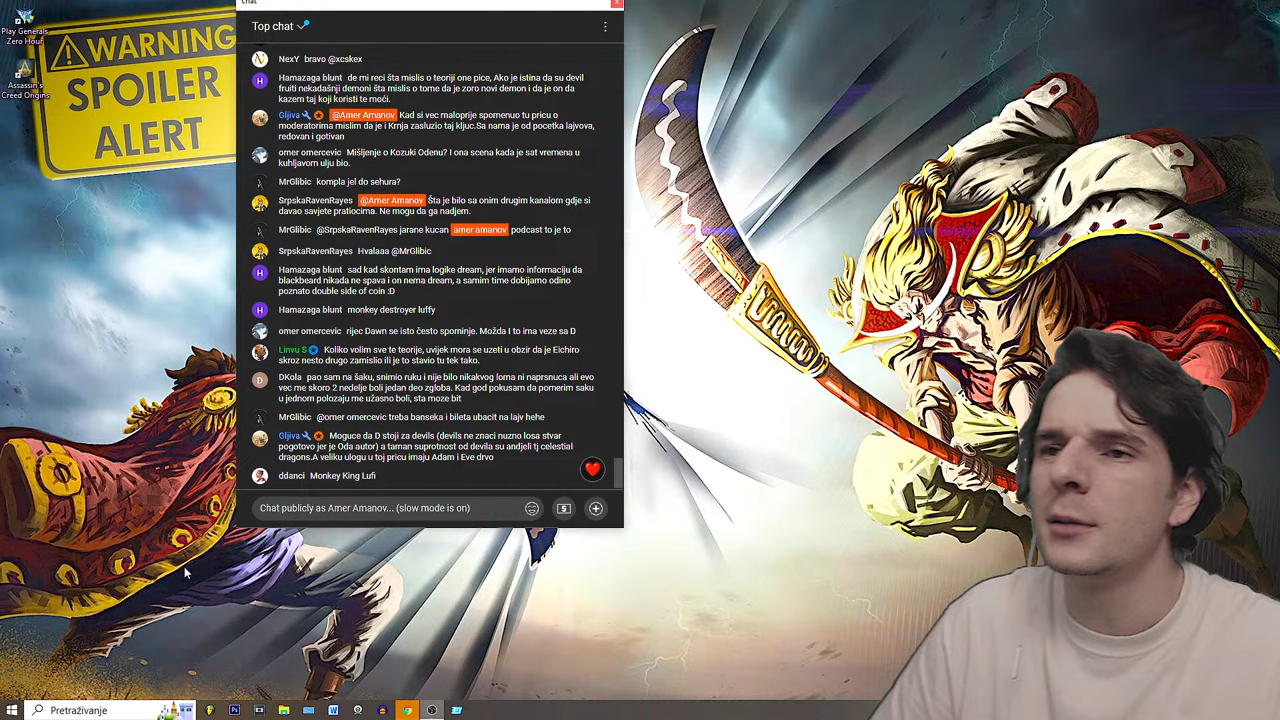 Play Generals
Zero Hour
Assassin's
Creed Origins
WARNING
SPOILER
ALERT
Chat
Top chat
NexY bravo @xcskex
Hamazaga blunt de mi reci šta mislis o teoriji one pice, Ako je istina da su devil
fruiti nekadašnji demoni šta mislis o tome da je zoro novi demon i da je on da
kazem taj koji koristi te moći.
Gljiva @Amer Amanov Kad si vec maloprije spomenuo tu pricu o
moderatorima mislim da je i Krnja zasluzio taj kljuc.Sa nama je od pocetka lajvova,
redovan i gotivan
omer omercevic Mišljenje o Kozuki Odenu? I ona scena kada je sat vremena u
kuhljavom ulju bio.
MrGlibic kompla jel do sehura?
SrpskaRavenRayes @Amer Amanov Šta je bilo sa onim drugim kanalom gdje si
davao savjete pratiocima. Ne mogu da ga nadjem.
MrGlibic @SrpskaRavenRayes jarane kucan amer amanov podcast to je to
SrpskaRavenRayes Hvalaaa @MrGlibic
Hamazaga blunt sad kad skontam ima logike dream, jer imamo informaciju da
blackbeard nikada ne spava i on nema dream, a samim time dobijamo odino
poznato double side of coin :D
Hamazaga blunt monkey destroyer luffy
omer omercevic rijec Dawn se isto često spominje. Možda I to ima veze sa D
Linvu S Koliko volim sve te teorije, uvijek mora se uzeti u obzir da je Eichiro
skroz nesto drugo zamislio ili je to stavio tu tek tako.
DKola pao sam na šaku, snimio ruku i nije bilo nikakvog loma ni naprsnuca ali evo
vec me skoro 2 nedelje boli jedan deo zgloba. Kad god pokusam da pomerim saku
u jednom polozaju me užasno boli, sta moze bit
MrGlibic @omer omercevic treba banseka i bileta ubacit na lajv hehe
Gljiva Moguce da D stoji za devils (devils ne znaci nuzno losa stvar
pogotovo jer je Oda autor) a taman suprotnost od devila su andjeli tj celestial
dragons.A veliku ulogu u toj pricu imaju Adam i Eve drvo
ddanci Monkey King Lufi
Chat publicly as Amer Amanov... (slow mode is on)
Pretraživanje